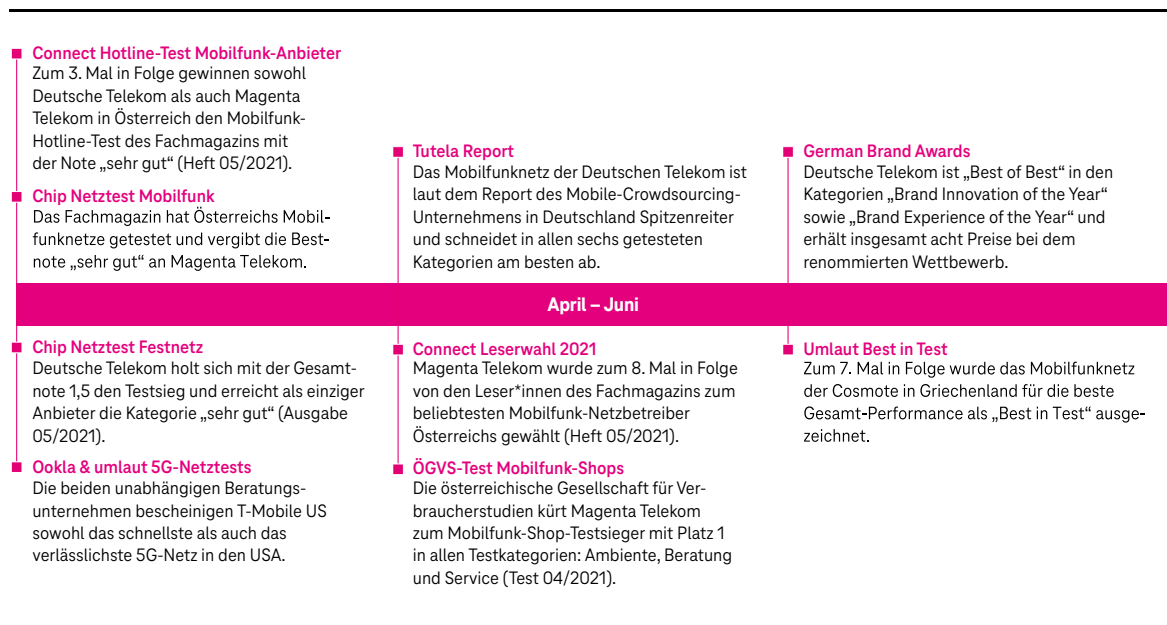 Connect Hotline-Test Mobilfunk-Anbieter
Zum 3. Mal in Folge gewinnen sowohl
Deutsche Telekom als auch Magenta
Telekom in Österreich den Mobilfunk-
Hotline-Test des Fachmagazins mit
der Note „sehr gut“ (Heft 05/2021).
Chip Netztest Mobilfunk
Das Fachmagazin hat Österreichs Mobil-
funknetze getestet und vergibt die Best-
note „sehr gut“ an Magenta Telekom.
Tutela Report
Das Mobilfunknetz der Deutschen Telekom ist
laut dem Report des Mobile-Crowdsourcing-
Unternehmens in Deutschland Spitzenreiter
und schneidet in allen sechs getesteten
Kategorien am besten ab.
German Brand Awards
Deutsche Telekom ist „Best of Best“ in den
Kategorien „Brand Innovation of the Year“
sowie „Brand Experience of the Year“ und
erhält insgesamt acht Preise bei dem
renommierten Wettbewerb.
April – Juni
Chip Netztest Festnetz
Deutsche Telekom holt sich mit der Gesamt-
note 1,5 den Testsieg und erreicht als einziger
Anbieter die Kategorie „sehr gut“ (Ausgabe
05/2021).
Ookla & umlaut 5G-Netztests
Die beiden unabhängigen Beratungs-
unternehmen bescheinigen T-Mobile US
sowohl das schnellste als auch das
verlässlichste 5G-Netz in den USA.
Connect Leserwahl 2021
Magenta Telekom wurde zum 8. Mal in Folge
von den Leser*innen des Fachmagazins zum
beliebtesten Mobilfunk-Netzbetreiber
Österreichs gewählt (Heft 05/2021).
ÖGVS-Test Mobilfunk-Shops
Die österreichische Gesellschaft für Ver-
braucherstudien kürt Magenta Telekom
zum Mobilfunk-Shop-Testsieger mit Platz 1
in allen Testkategorien: Ambiente, Beratung
und Service (Test 04/2021).
Umlaut Best in Test
Zum 7. Mal in Folge wurde das Mobilfunknetz
der Cosmote in Griechenland für die beste
Gesamt-Performance als „Best in Test“ ausge-
zeichnet.